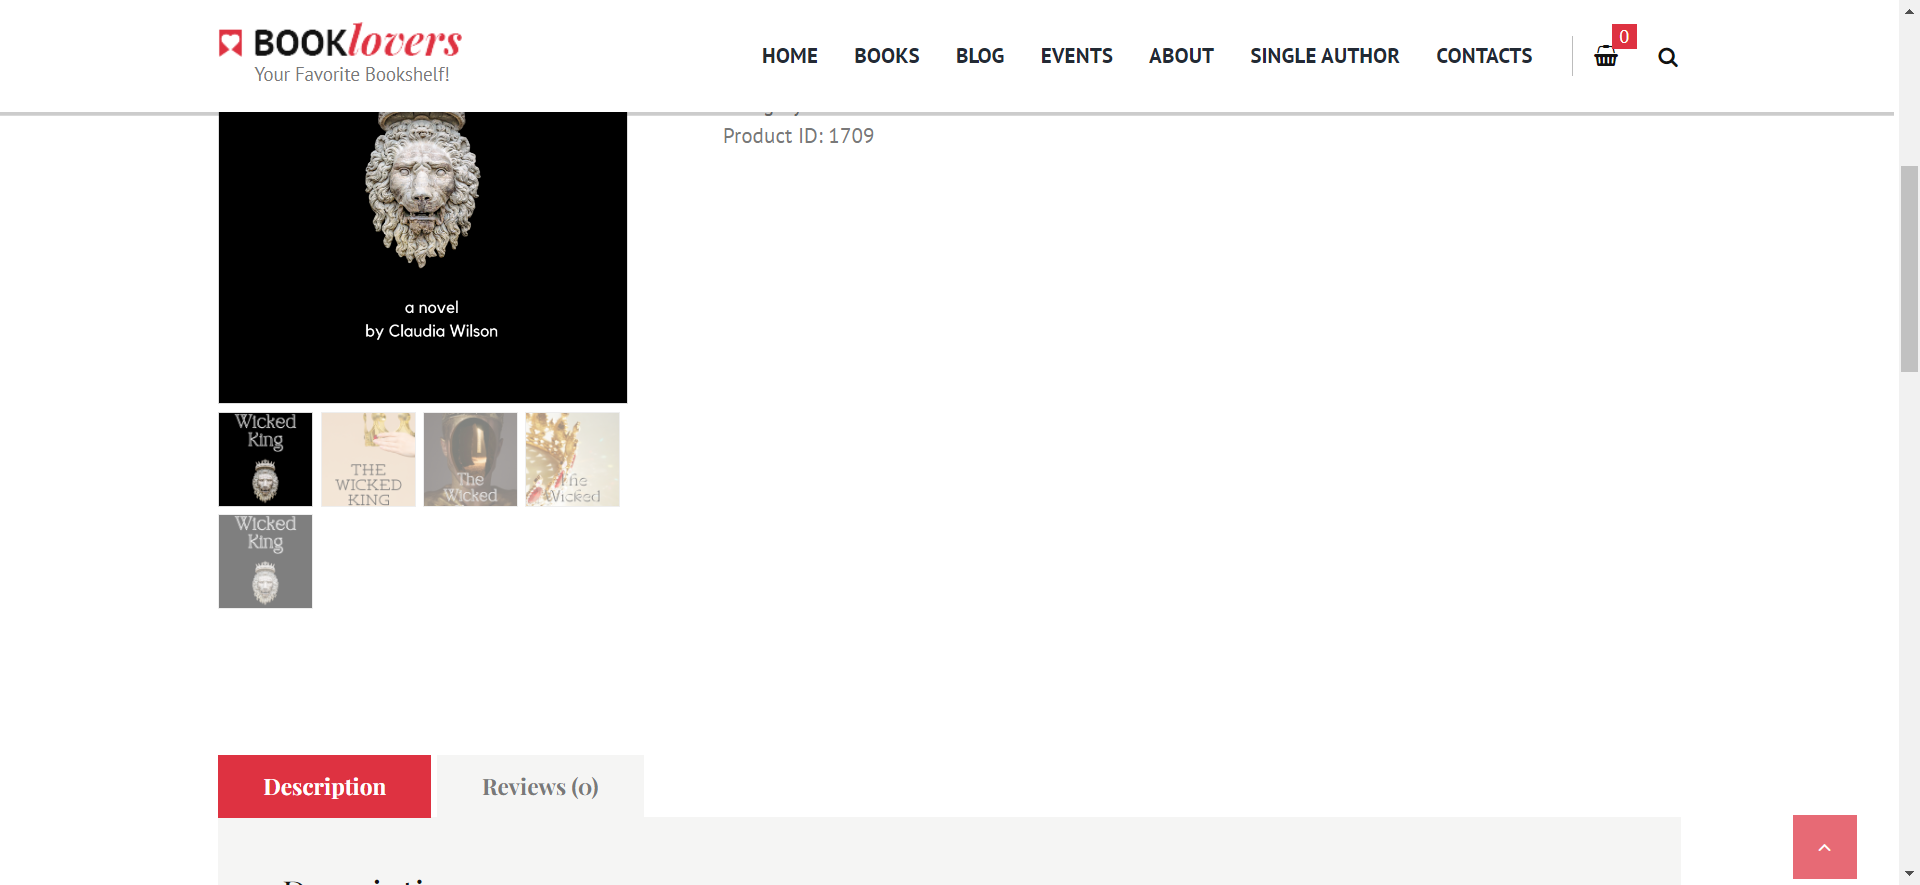 BOOKlovers
Your Favorite Bookshelf!
HOME BOOKS BLOG EVENTS ABOUT SINGLE AUTHOR CONTACTS
0
Product ID: 1709
a novel
by Claudia Wilson
Wicked
King
THE
WICKED
KING
The
Wicked
The
Wicked
Wicked
King
Description
Reviews (0)